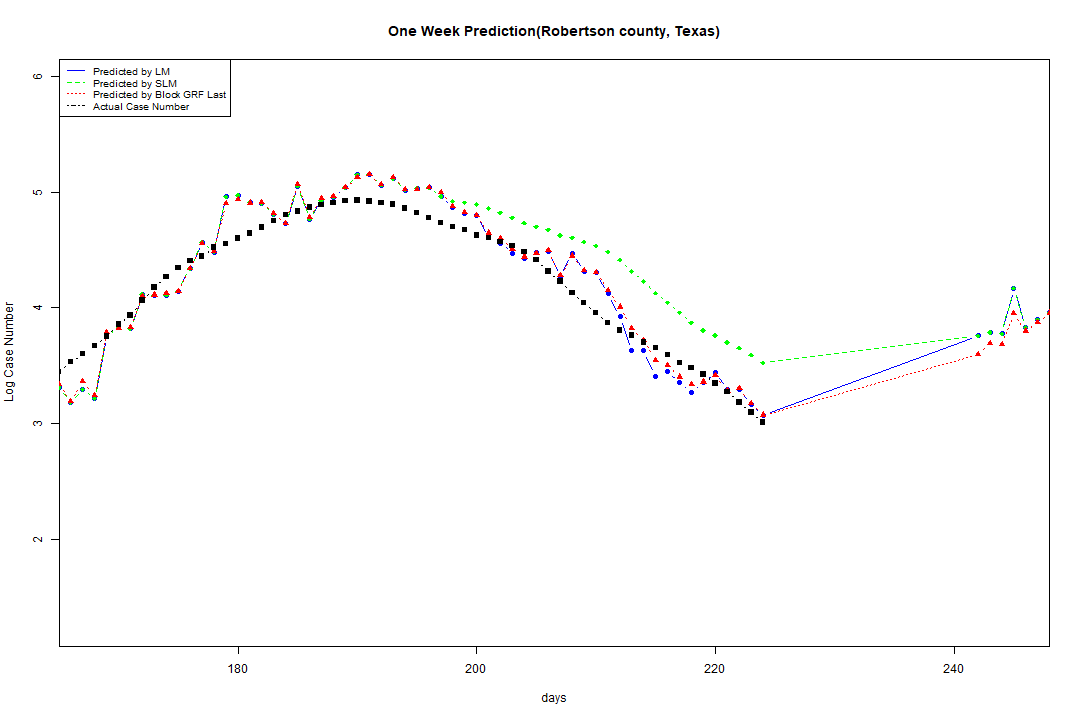 One Week Prediction(Robertson county, Texas)
Predicted by LM
Predicted by SLM
Predicted by Block GRF Last
Actual Case Number
6
5
4
3
2
Log Case Number
180 200 220 240
days